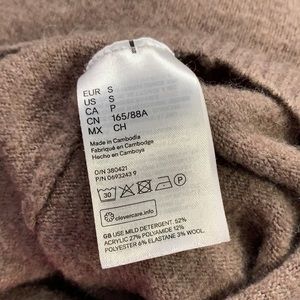 EUR S
US S
CA P
CN 165/88A
MX CH
Made in Cambodia
Fabriqué en Cambodge
Hecho en Camboya
O/N 380421
P/N 0693243 9
30 P
clevercare.info
GB USE MILD DETERGENT. 52%
ACRYLIC 27% POLYAMIDE 12%
POLYESTER 6% ELASTANE 3% WOOL.